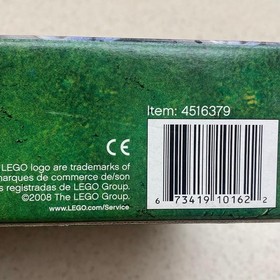 Item: 4516379
CE
LEGO logo are trademarks of
marques de commerce de/son
s registradas de LEGO Group.
©2008 The LEGO Group.
www.LEGO.com/Service
6 73419 10162 2